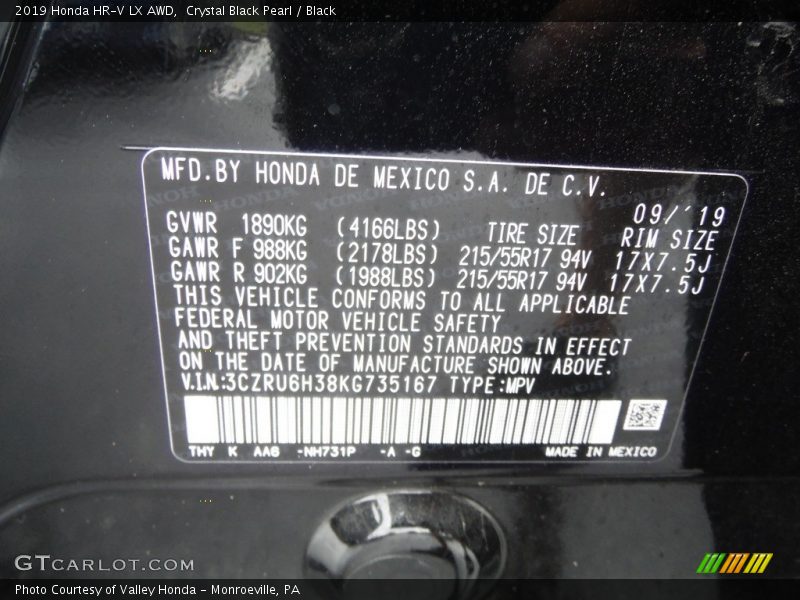 2019 Honda HR-V LX AWD,  Crystal Black Pearl / Black
MFD.BY HONDA DE MEXICO S.A. DE C.V.
09/'19
GVWR 1890KG (4166LBS) TIRE SIZE RIM SIZE
GAWR F 988KG (2178LBS) 215/55R17 94V 17X7.5J
GAWR R 902KG (1988LBS) 215/55R17 94V 17X7.5J
THIS VEHICLE CONFORMS TO ALL APPLICABLE
FEDERAL MOTOR VEHICLE SAFETY
AND THEFT PREVENTION STANDARDS IN EFFECT
ON THE DATE OF MANUFACTURE SHOWN ABOVE.
V.I.N:3CZRU6H38KG735167 TYPE:MPV
THY K AA6 -NH731P -A -G MADE IN MEXICO
GTCARLOT.COM
Photo Courtesy of Valley Honda - Monroeville, PA